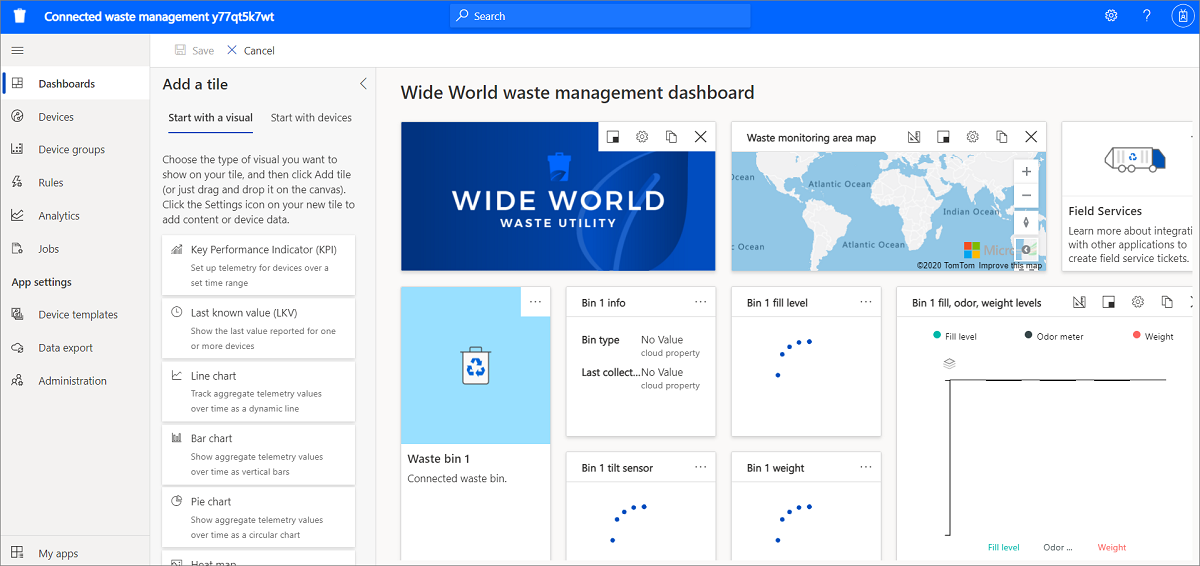 Connected waste management y77qt5k7wt
Search
Save
Cancel
Dashboards
Devices
Device groups
Rules
Analytics
Jobs
App settings
Device templates
Data export
Administration
My apps
Add a tile
Start with a visual
Start with devices
Choose the type of visual you want to
show on your tile, and then click Add tile
(or just drag and drop it on the canvas).
Click the Settings icon on your new tile to
add content or device data.
Key Performance Indicator (KPI)
Set up telemetry for devices over a
set time range
Last known value (LKV)
Show the last value reported for one
or more devices
Line chart
Track aggregate telemetry values
over time as a dynamic line
Bar chart
Show aggregate telemetry values
over time as vertical bars
Pie chart
Show aggregate telemetry values
over time as a circular chart
Heat map
Wide World waste management dashboard
WIDE WORLD
WASTE UTILITY
Waste monitoring area map
Ocean
Atlantic Ocean
Indian Ocean
Ocean
Atlantic Ocean
©2020 TomTom Improve this map
Field Services
Learn more about integrati
with other applications to
create field service tickets.
Waste bin 1
Connected waste bin.
Bin 1 info
Bin type No Value
cloud property
Last collect... No Value
cloud property
Bin 1 fill level
Bin 1 fill, odor, weight levels
Fill level
Odor meter
Weight
Fill level
Odor ...
Weight
Bin 1 tilt sensor
Bin 1 weight